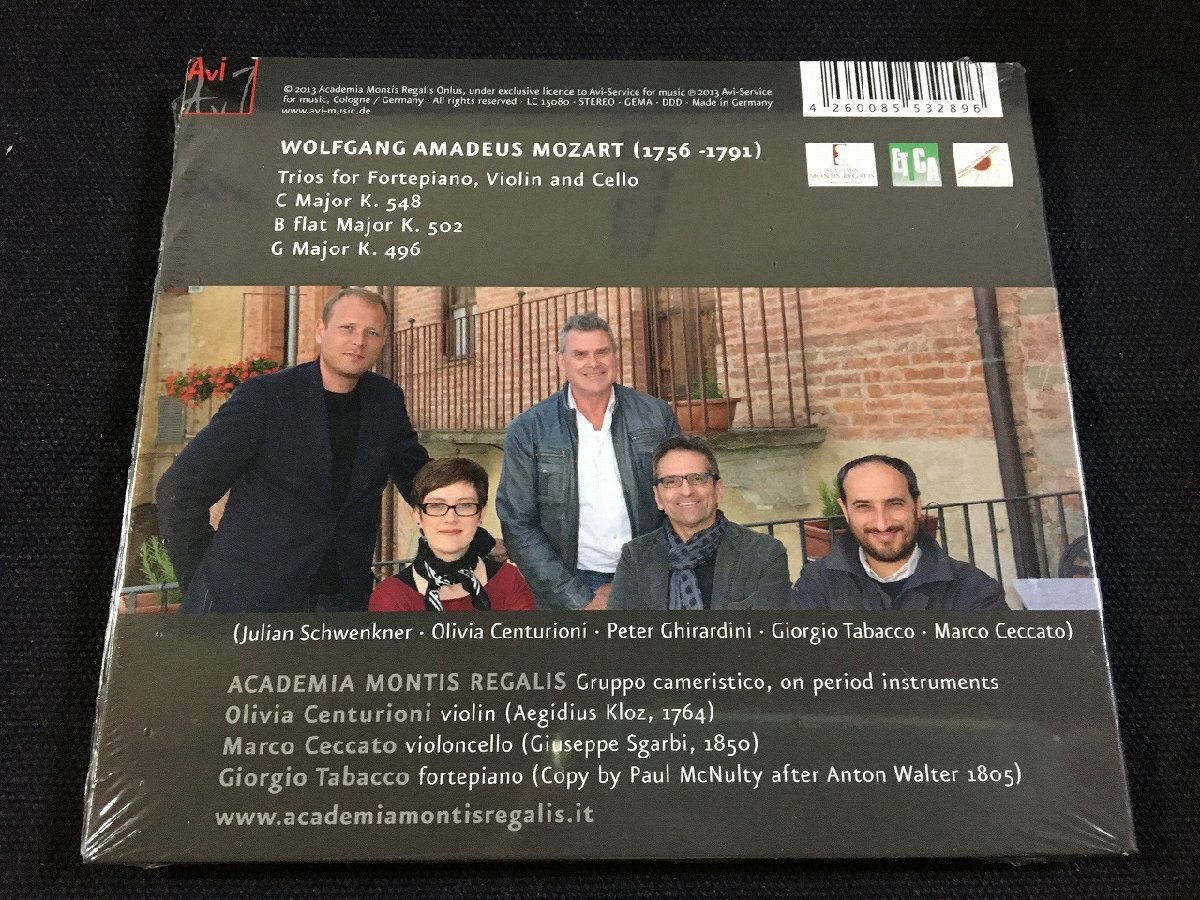 Avi
© 2013 Academia Montis Regalis Onlus, under exclusive licence to Avi-Service for music ℗ 2013 Avi-Service
for music, Cologne / Germany · All rights reserved · LC 15080 · STEREO · GEMA · DDD · Made in Germany
www.avi-music.de
4 260085 532896
WOLFGANG AMADEUS MOZART (1756 -1791)
Trios for Fortepiano, Violin and Cello
C Major K. 548
B flat Major K. 502
G Major K. 496
ACADEMIA
MONTIS REGALIS
ETCA
(Julian Schwenkner · Olivia Centurioni · Peter Ghirardini · Giorgio Tabacco · Marco Ceccato)
ACADEMIA MONTIS REGALIS Gruppo cameristico, on period instruments
Olivia Centurioni violin (Aegidius Kloz, 1764)
Marco Ceccato violoncello (Giuseppe Sgarbi, 1850)
Giorgio Tabacco fortepiano (Copy by Paul McNulty after Anton Walter 1805)
www.academiamontisregalis.it